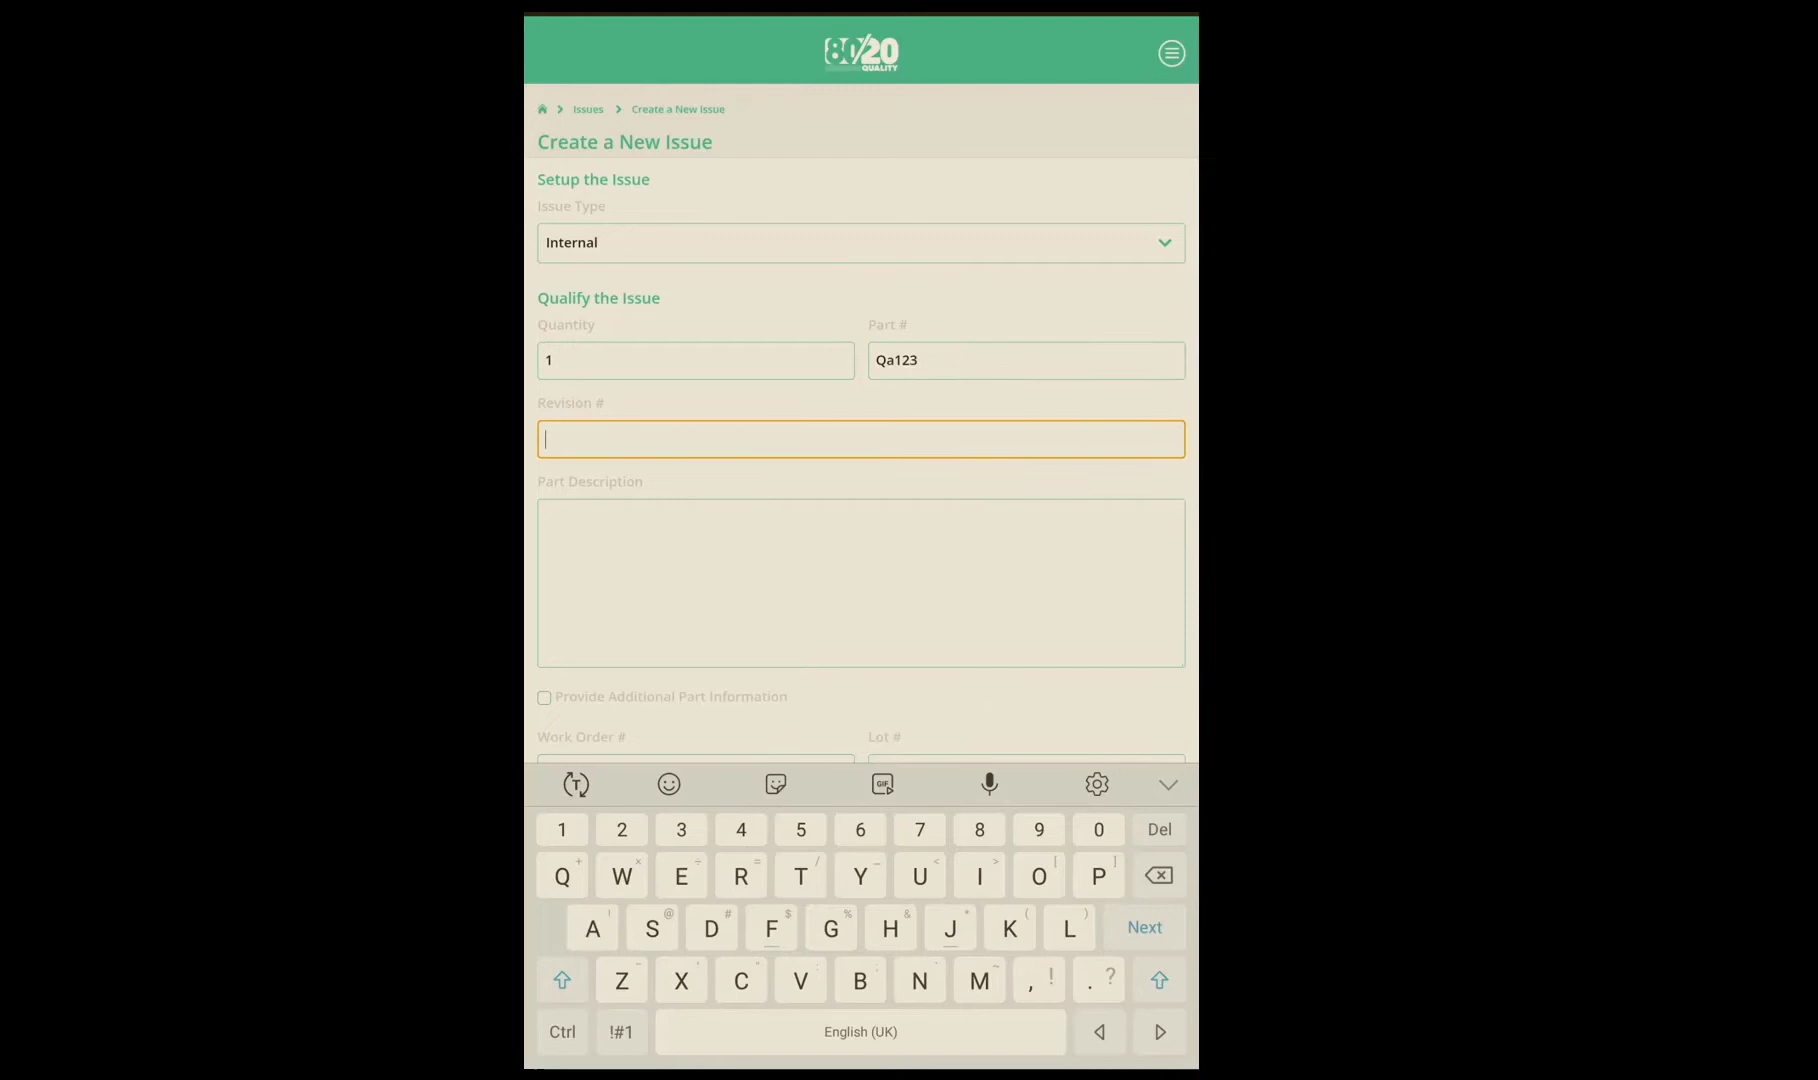 80/20
QUALITY
Issues
Create a New Issue
Create a New Issue
Setup the Issue
Issue Type
Internal
Qualify the Issue
Quantity
Part #
1
Qa123
Revision #
Part Description
Provide Additional Part Information
Work Order #
Lot #
T
GIF
1 2 3 4 5 6 7 8 9 0 Del
Q + W × E ÷ R = T / Y _ U < I > O [ P ]
A ! S @ D # F $ G % H & J * K ( L ) Next
Z - X ' C " V : B ; N ` M ~ , ! . ?
Ctrl !#1 English (UK)